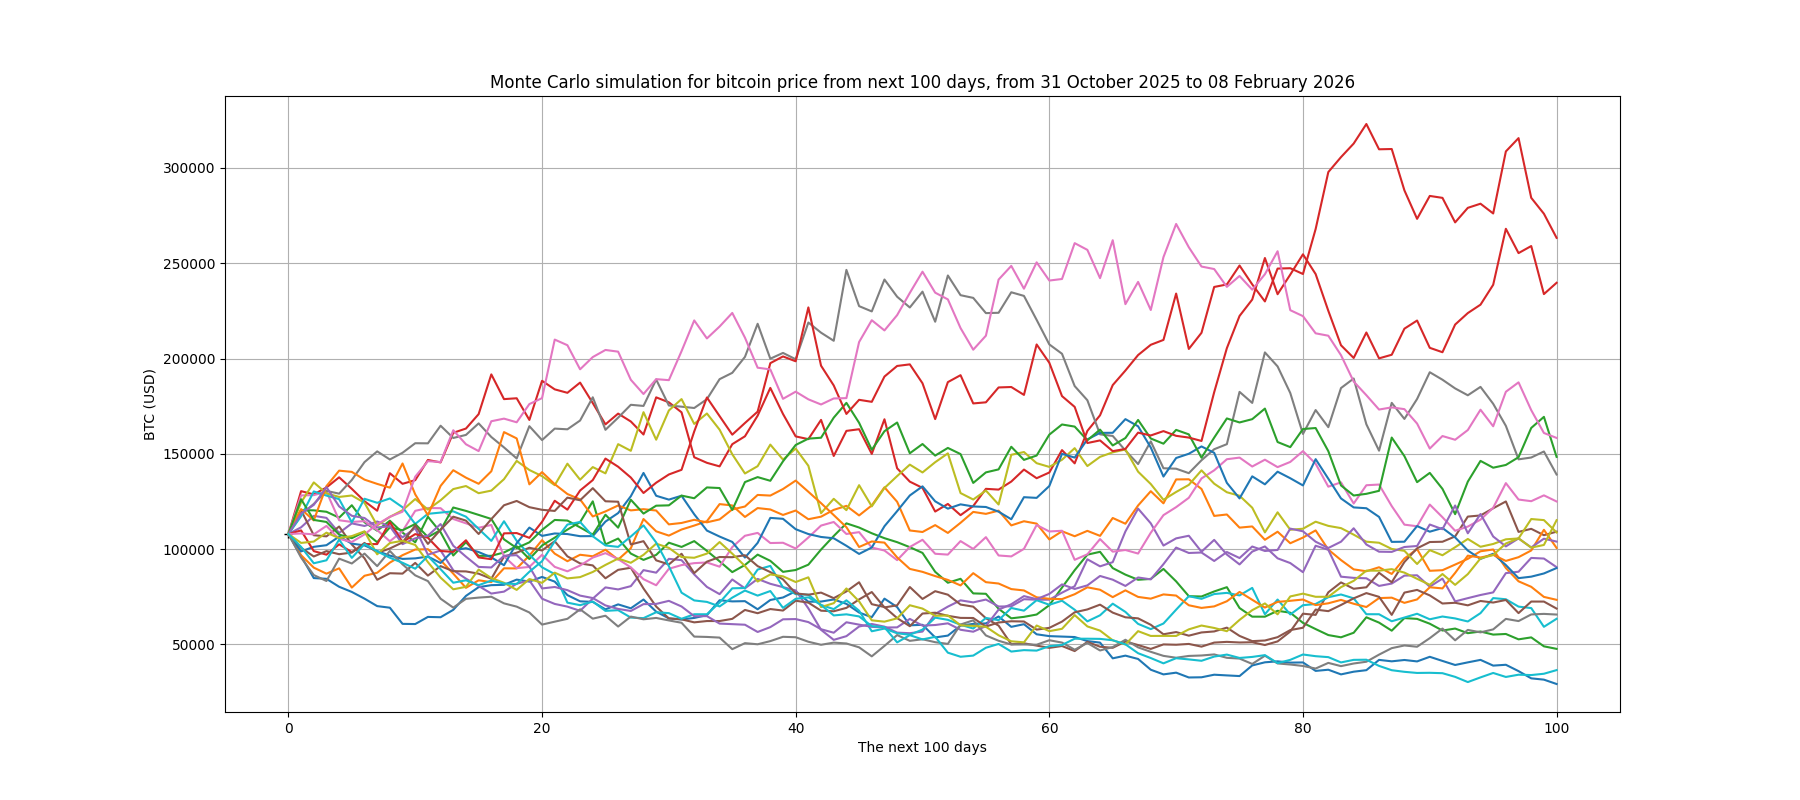 Monte Carlo simulation for bitcoin price from next 100 days, from 31 October 2025 to 08 February 2026
300000
250000
200000
150000
100000
50000
BTC (USD)
0 20 40 60 80 100
The next 100 days